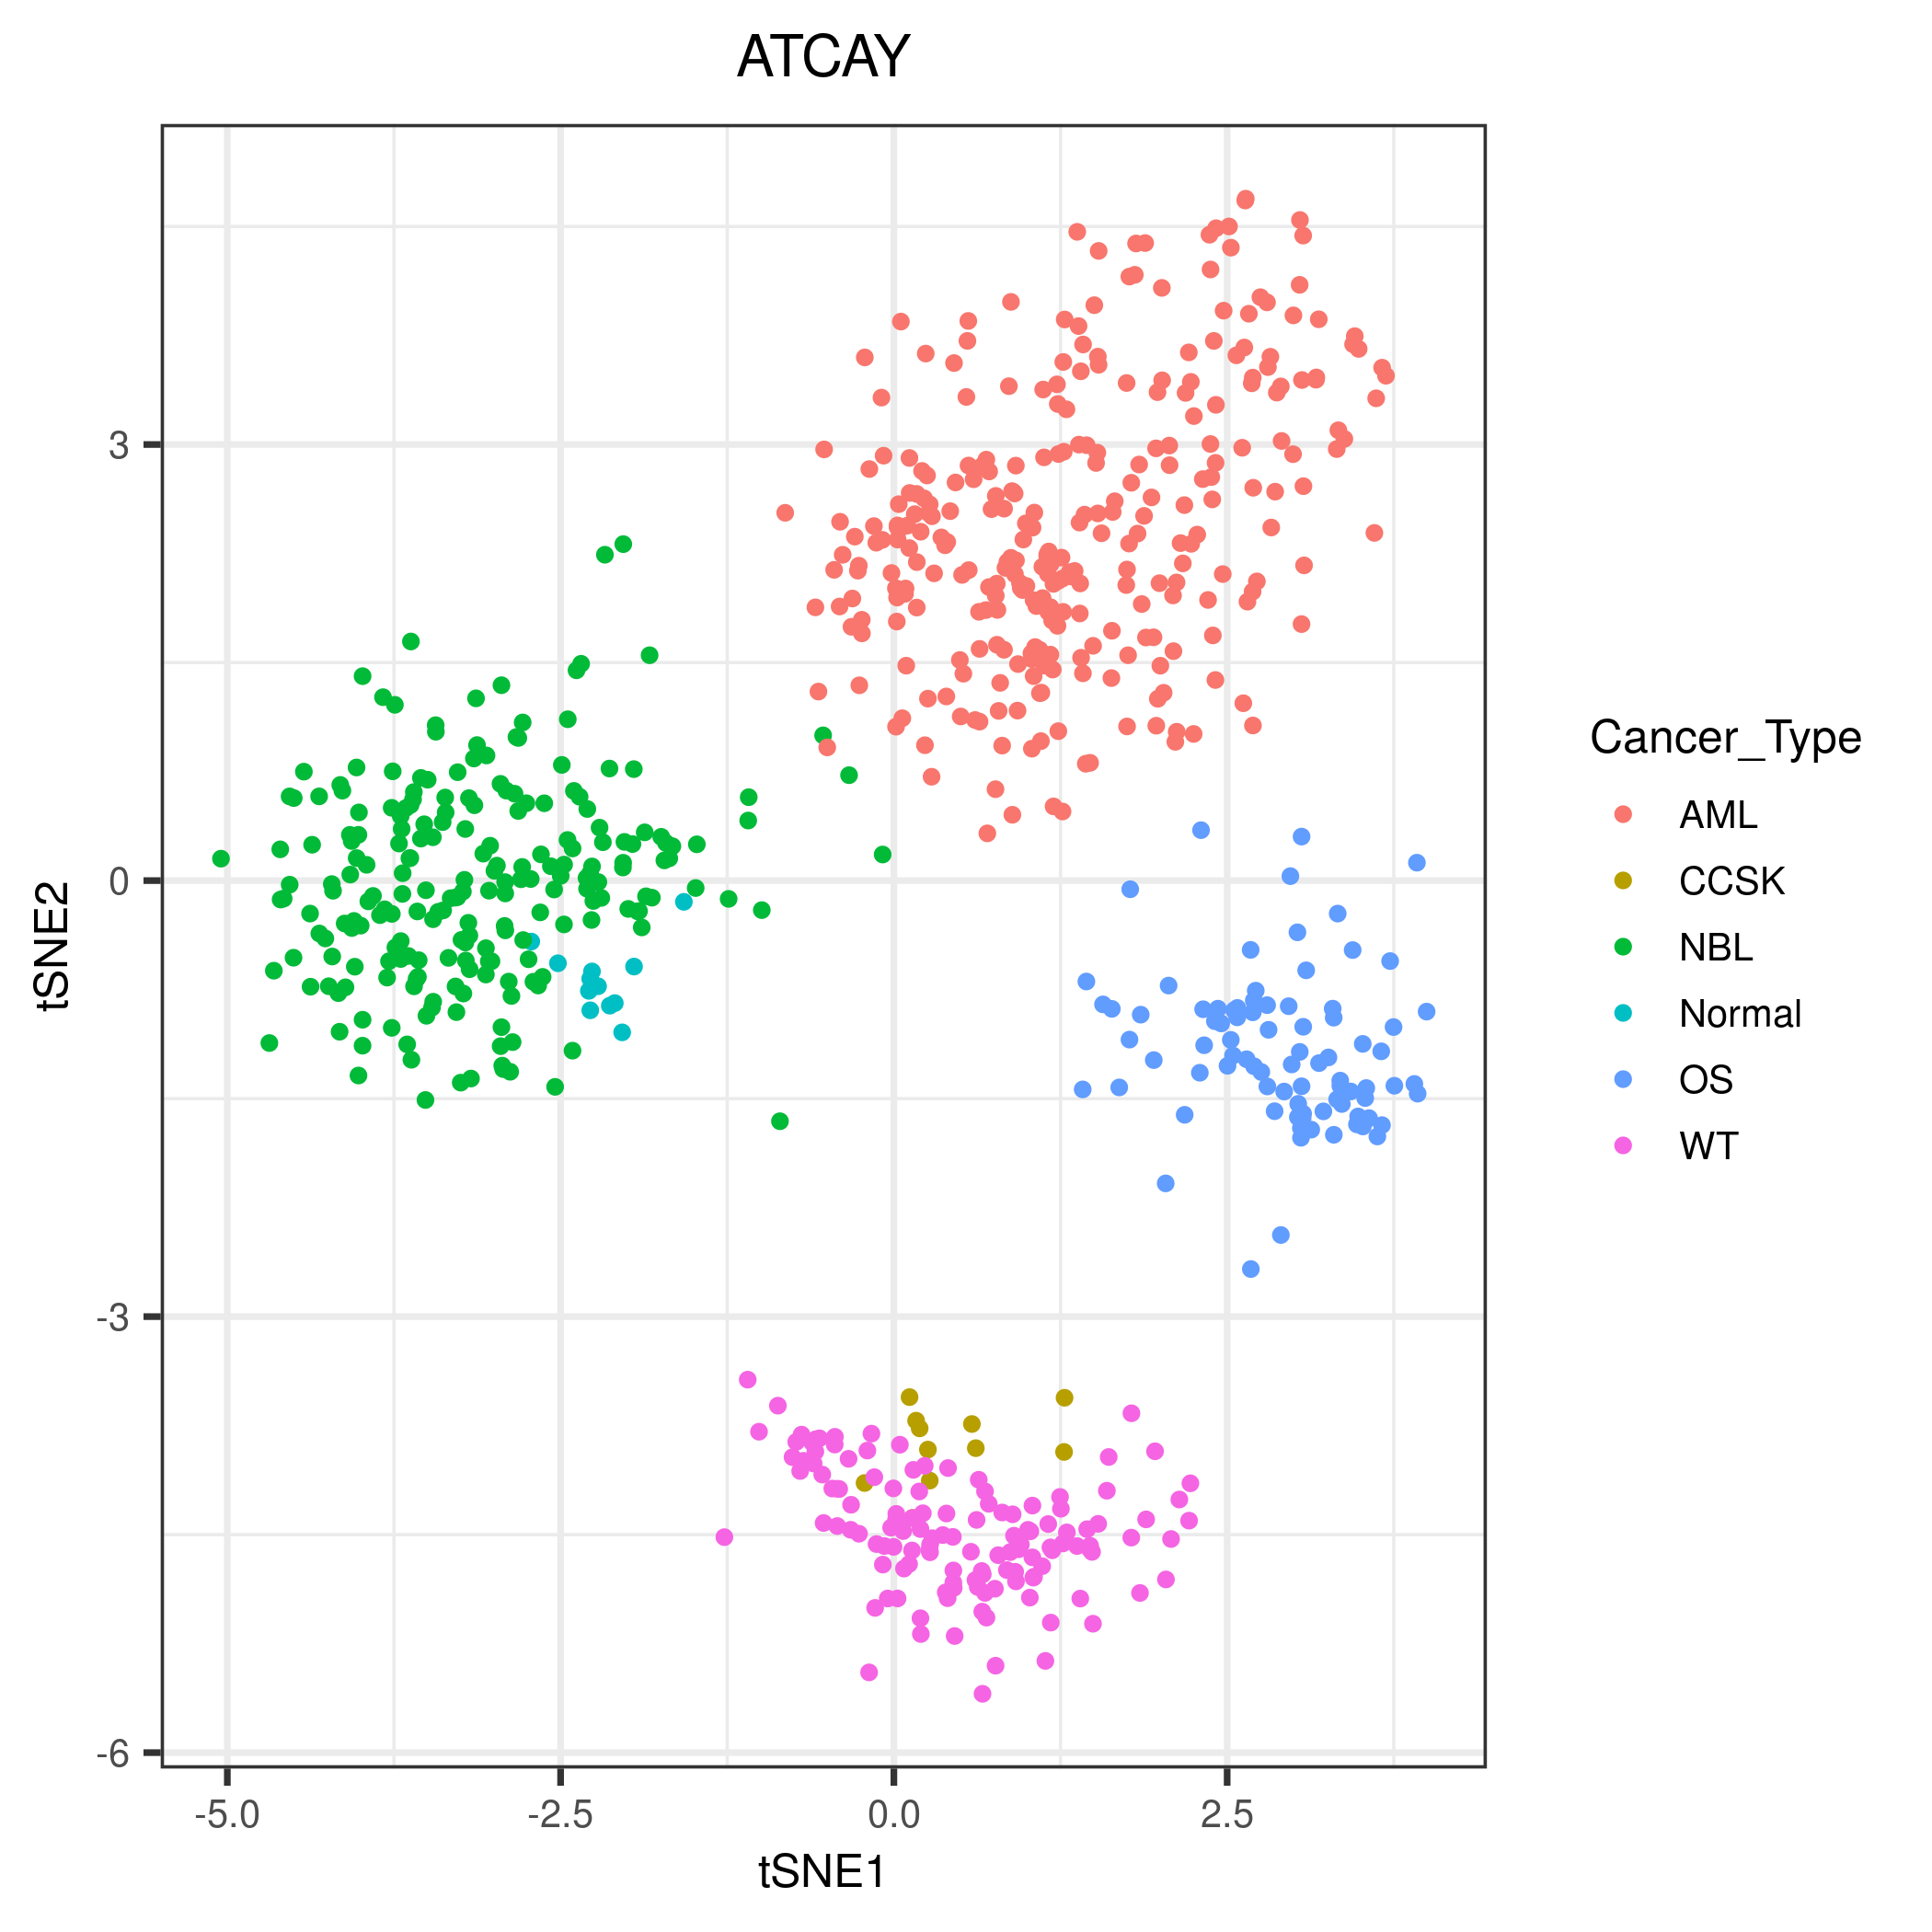 ATCAY
3
0
-3
-6
tSNE2
-5.0
-2.5
0.0
2.5
tSNE1
Cancer_Type
AML
CCSK
NBL
Normal
OS
WT